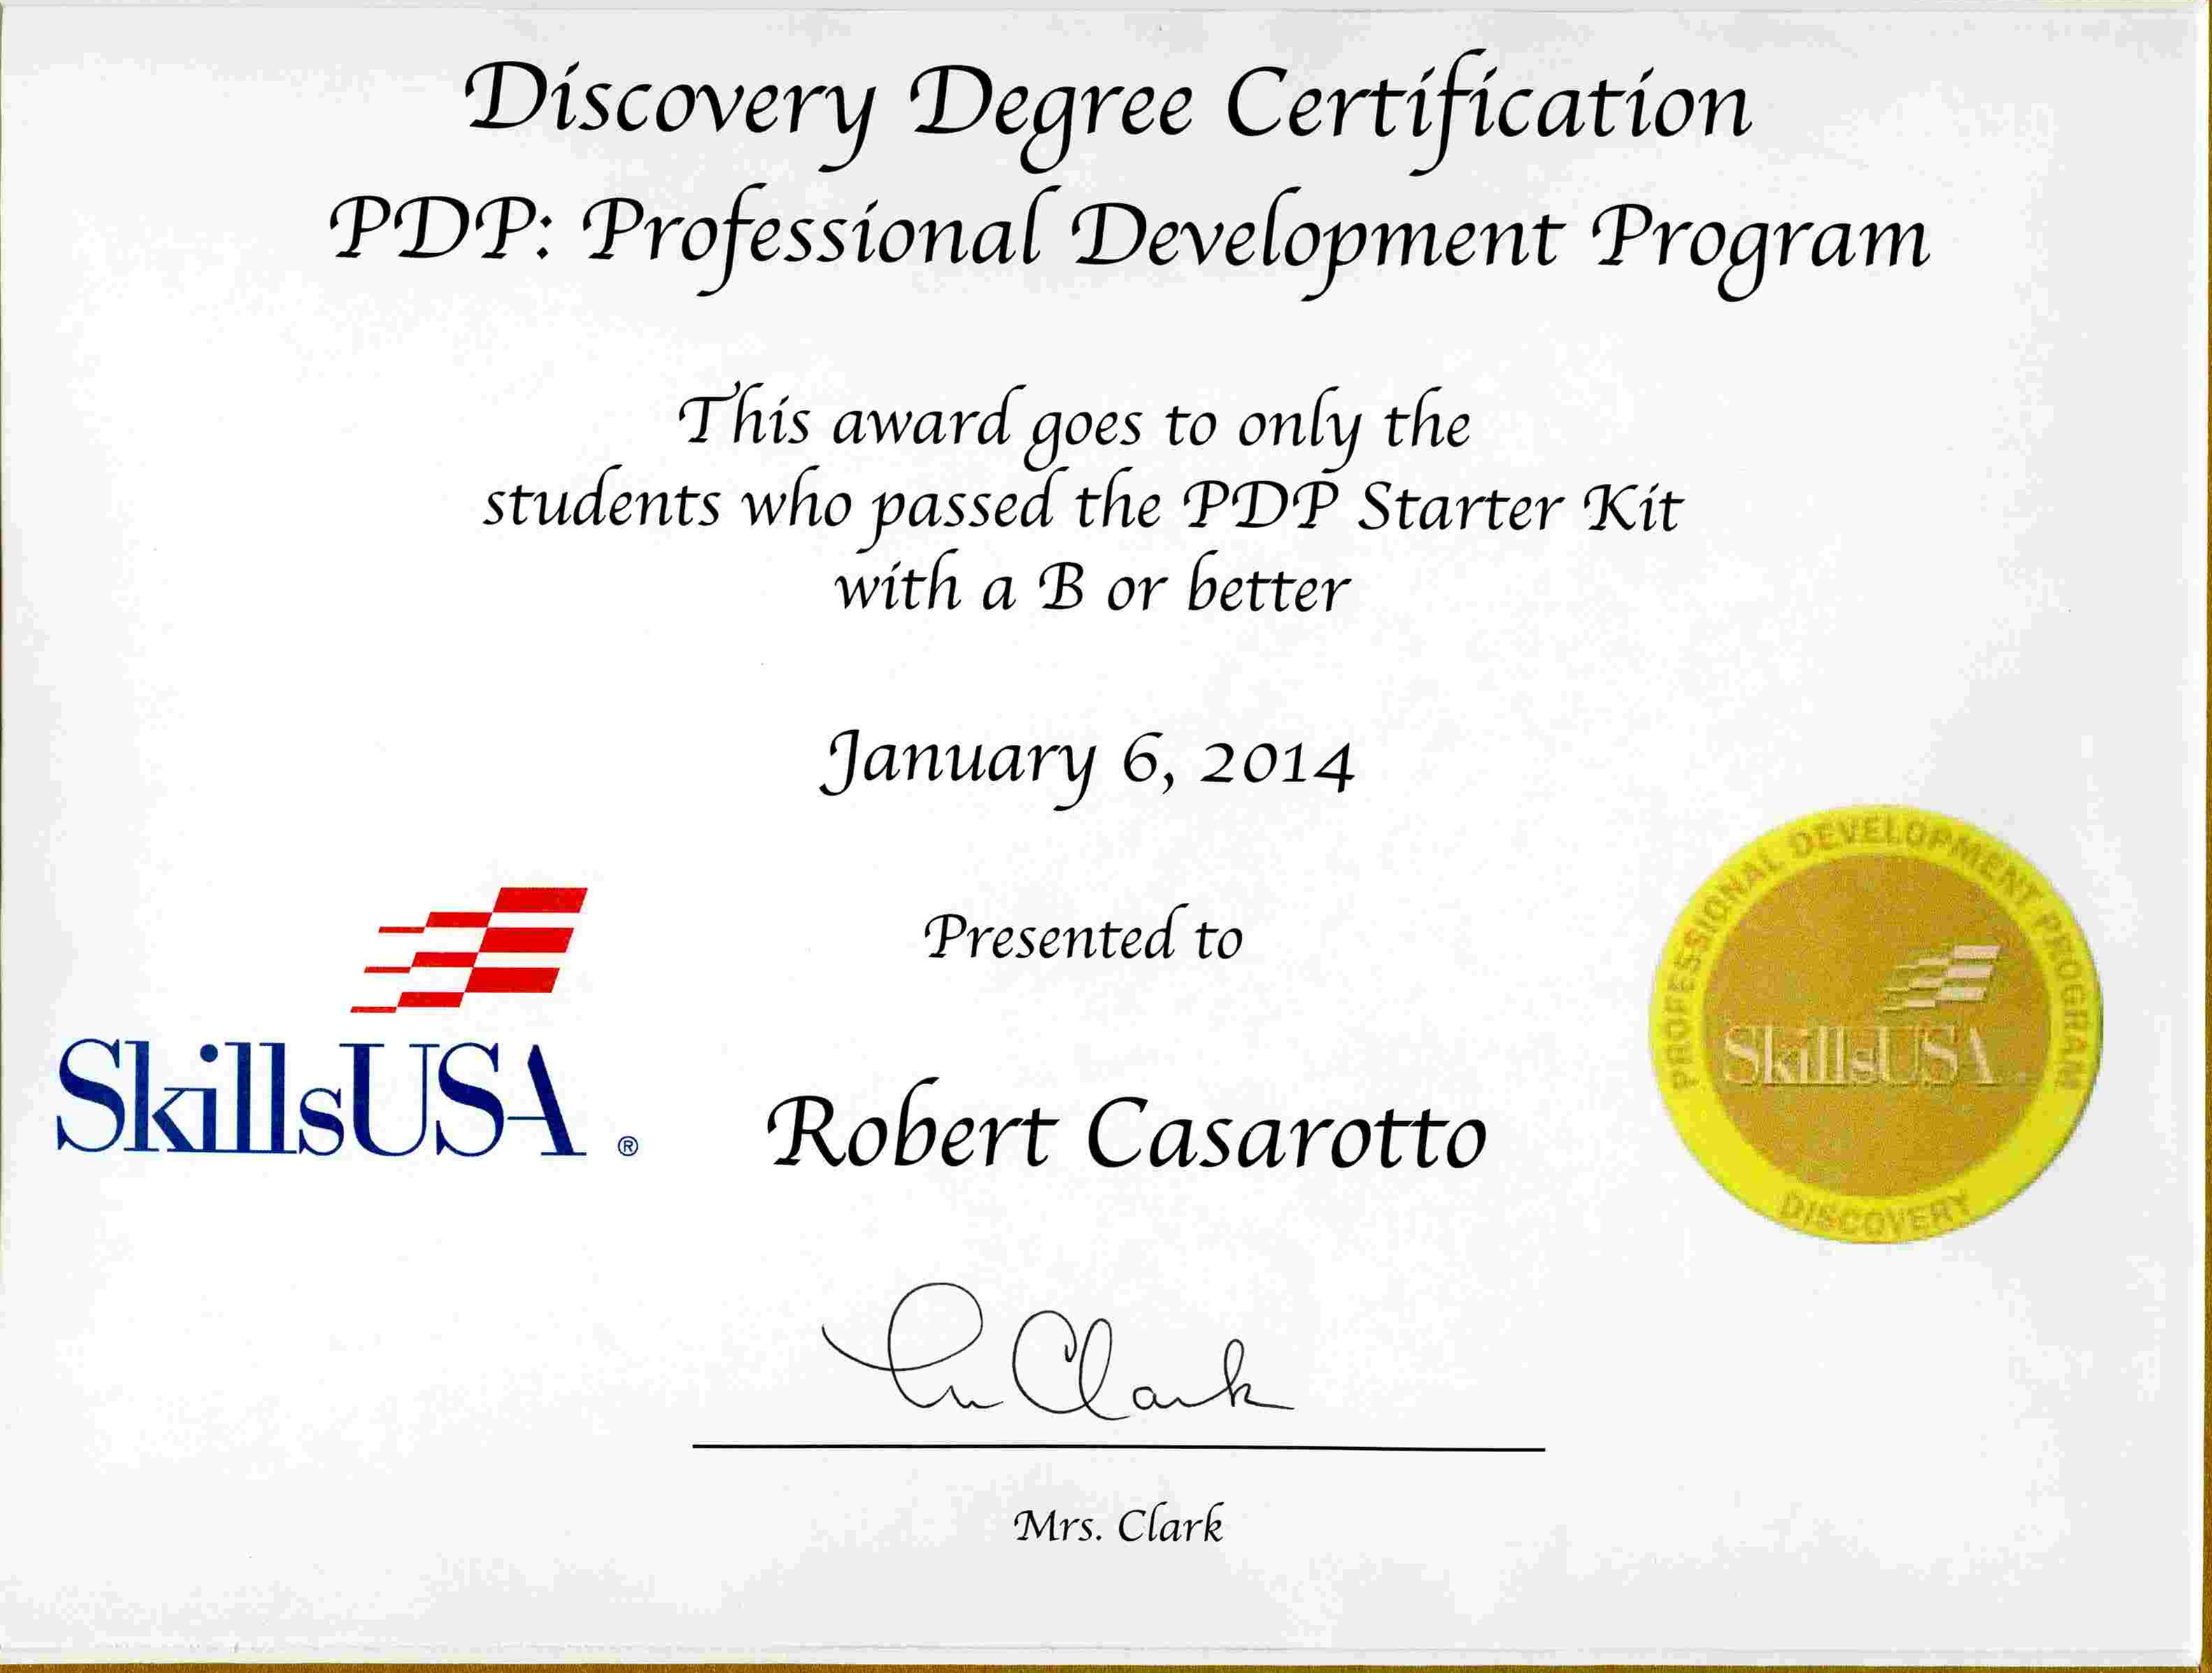 Discovery Degree Certification
PDP: Professional Development Program
This award goes to only the
students who passed the PDP Starter Kit
with a B or better
January 6, 2014
Presented to
SkillsUSA ®
Robert Casarotto
PROFESSIONAL DEVELOPMENT PROGRAM
SkillsUSA
DISCOVERY
Clark
Mrs. Clark